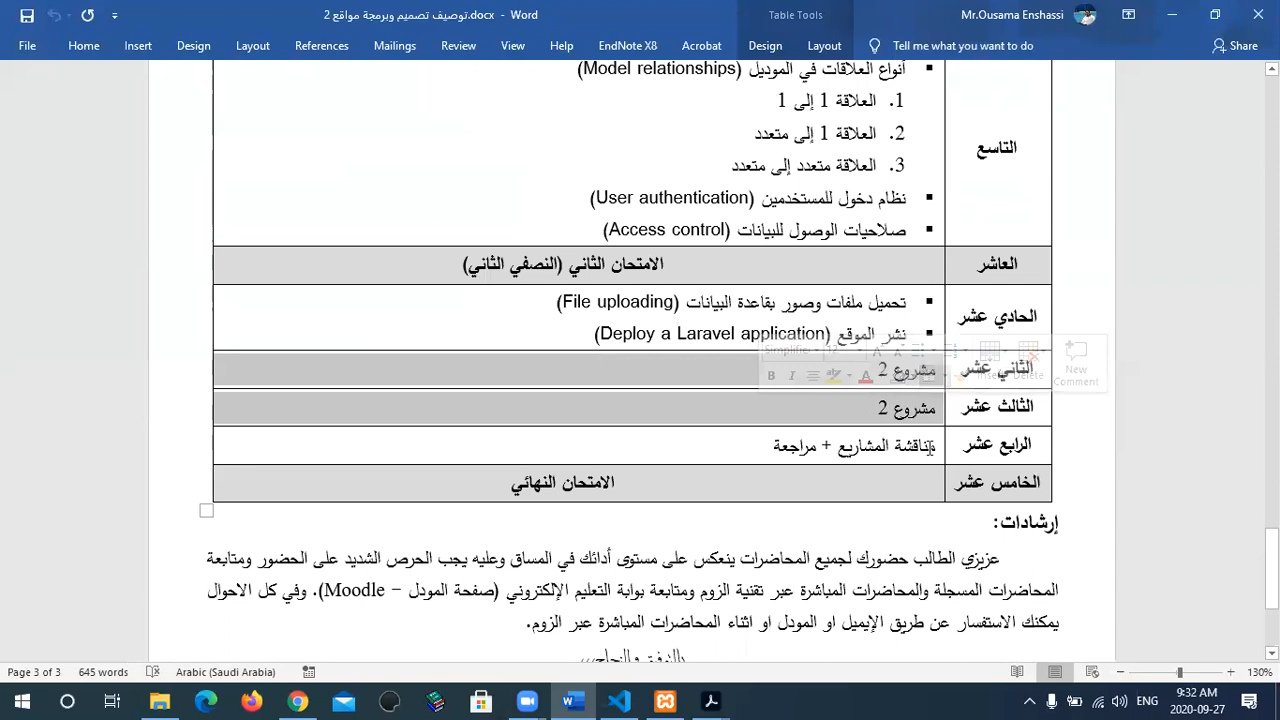 توصيف تصميم وبرمجة مواقع 2.docx - Word
Table Tools
Mr.Ousama Enshassi
File Home Insert Design Layout References Mailings Review View Help EndNote X8 Acrobat Design Layout Tell me what you want to do Share
أنواع العلاقات في الموديل (Model relationships)
1. العلاقة 1 إلى 1
2. العلاقة 1 إلى متعدد
3. العلاقة متعدد إلى متعدد
التاسع
نظام دخول للمستخدمين (User authentication)
صلاحيات الوصول للبيانات (Access control)
العاشر
الامتحان الثاني (النصفي الثاني)
الحادي عشر
تحميل ملفات وصور بقاعدة البيانات (File uploading)
نشر الموقع (Deploy a Laravel application)
الثاني عشر
مشروع 2
12
New
Comment
Insert
Delete
الثالث عشر
مشروع 2
الرابع عشر
مناقشة المشاريع + مراجعة
الخامس عشر
الامتحان النهائي
إرشادات:
عزيزي الطالب حضورك لجميع المحاضرات ينعكس على مستوى أدائك في المساق وعليه يجب الحرص الشديد على الحضور ومتابعة
المحاضرات المسجلة والمحاضرات المباشرة عبر تقنية الزوم ومتابعة بوابة التعليم الإلكتروني (صفحة المودل – Moodle). وفي كل الاحوال
يمكنك الاستفسار عن طريق الإيميل او المودل او اثناء المحاضرات المباشرة عبر الزوم.
بالتوفيق والنجاح,,,
Page 3 of 3 645 words Arabic (Saudi Arabia) 130%
ENG
9:32 AM
2020-09-27